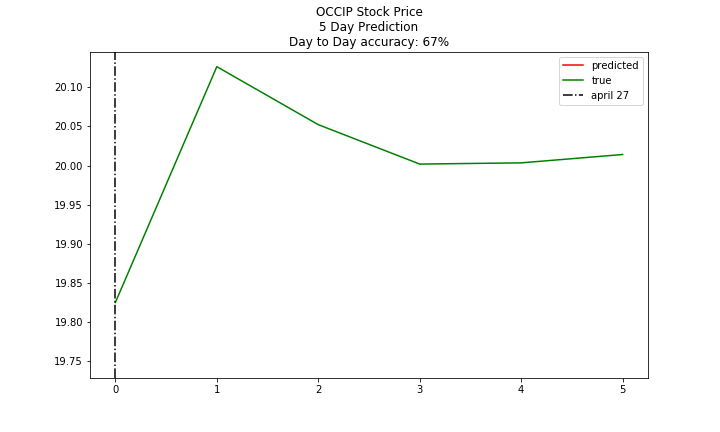 OCCIP Stock Price
5 Day Prediction
Day to Day accuracy: 67%
predicted
true
april 27
20.10
20.05
20.00
19.95
19.90
19.85
19.80
19.75
0 1 2 3 4 5